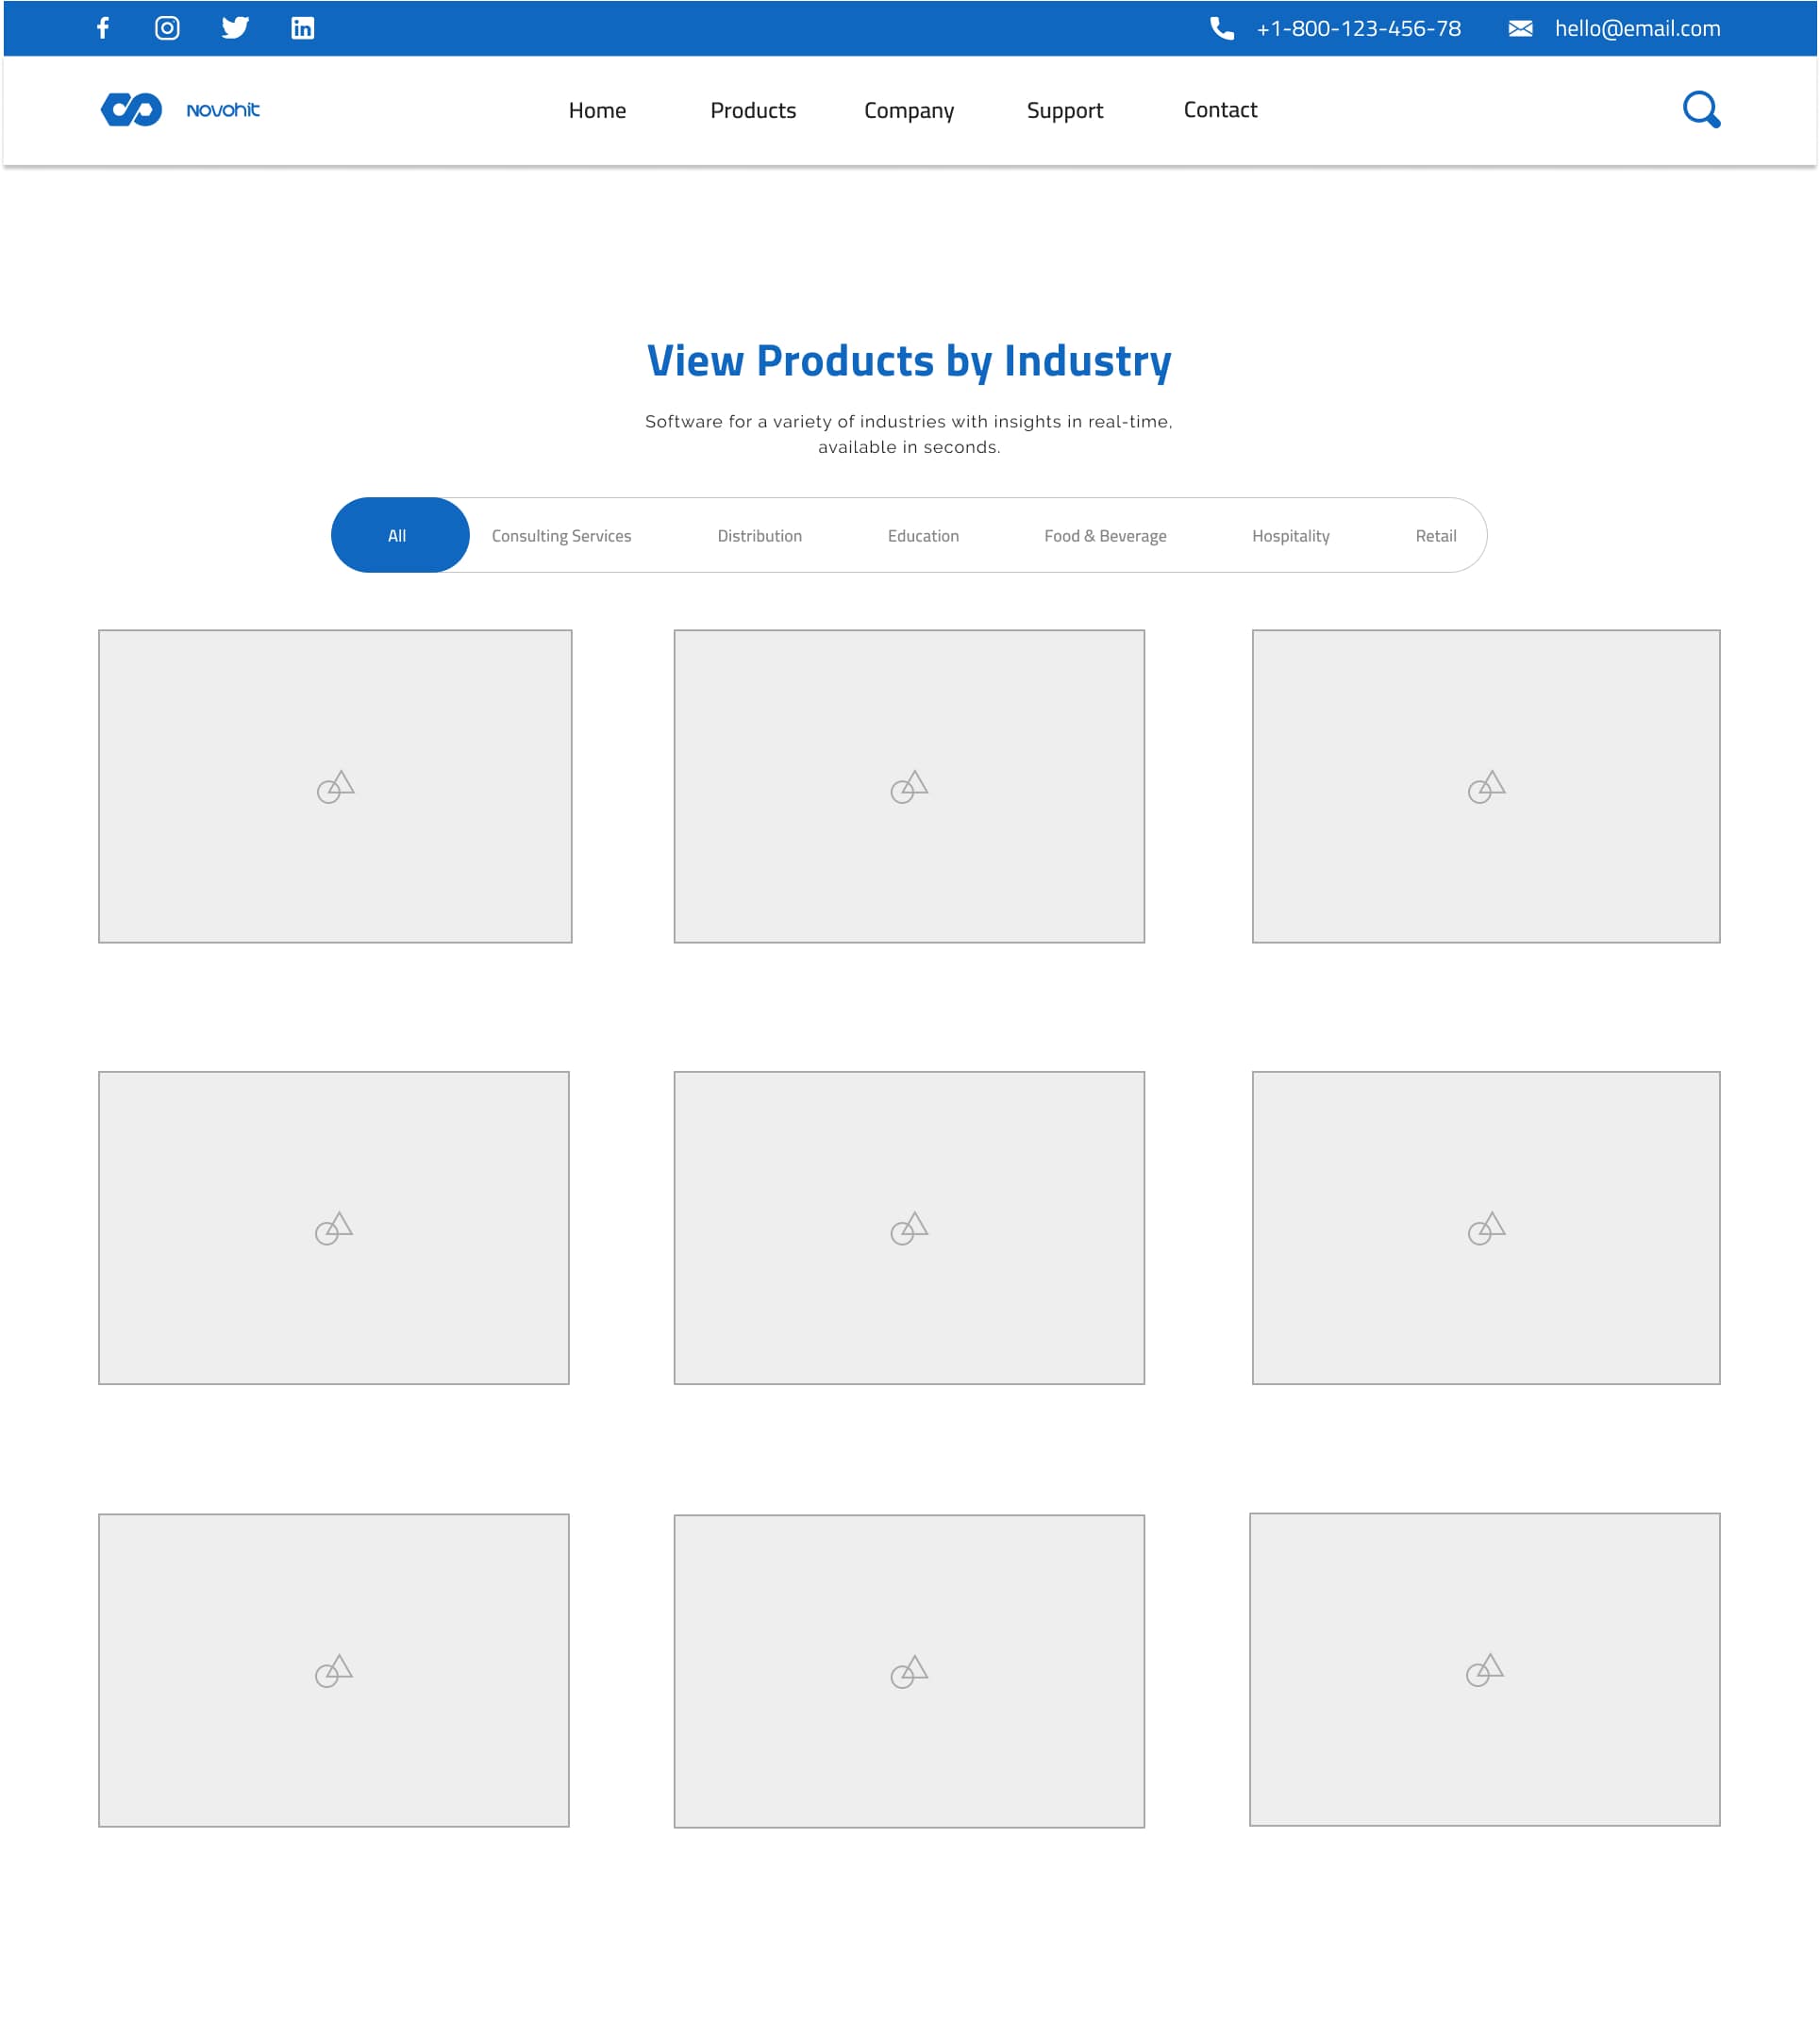 +1-800-123-456-78 hello@email.com
Novohit Home Products Company Support Contact
View Products by Industry
Software for a variety of industries with insights in real-time,
available in seconds.
All Consulting Services Distribution Education Food & Beverage Hospitality Retail